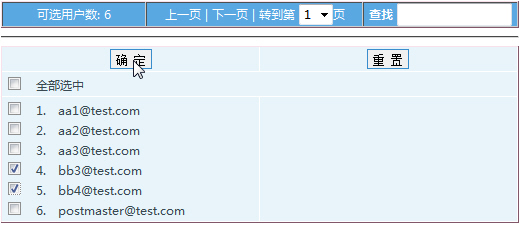 可选用户数: 6 上一页 | 下一页 | 转到第 1 页 查找
确 定 重 置
全部选中
1. aa1@test.com
2. aa2@test.com
3. aa3@test.com
4. bb3@test.com
5. bb4@test.com
6. postmaster@test.com